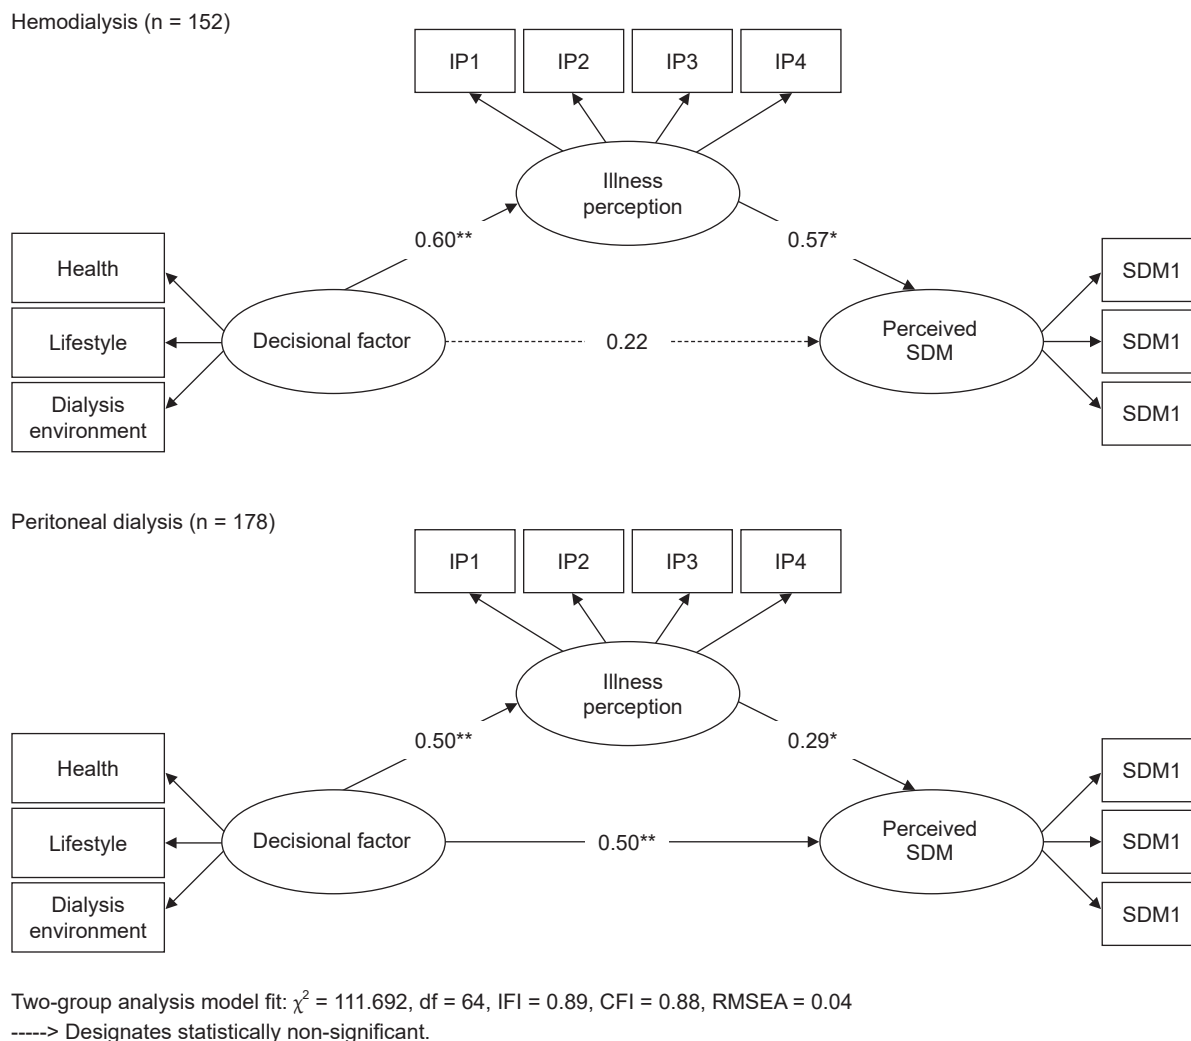 Hemodialysis (n = 152)
IP1 IP2 IP3 IP4
Illness
perception
0.60** 0.57*
Health
Lifestyle
Dialysis
environment
Decisional factor
0.22
Perceived
SDM
SDM1
SDM1
SDM1
Peritoneal dialysis (n = 178)
IP1 IP2 IP3 IP4
Illness
perception
0.50** 0.29*
Health
Lifestyle
Dialysis
environment
Decisional factor
0.50**
Perceived
SDM
SDM1
SDM1
SDM1
Two-group analysis model fit: χ² = 111.692, df = 64, IFI = 0.89, CFI = 0.88, RMSEA = 0.04
-----> Designates statistically non-significant.